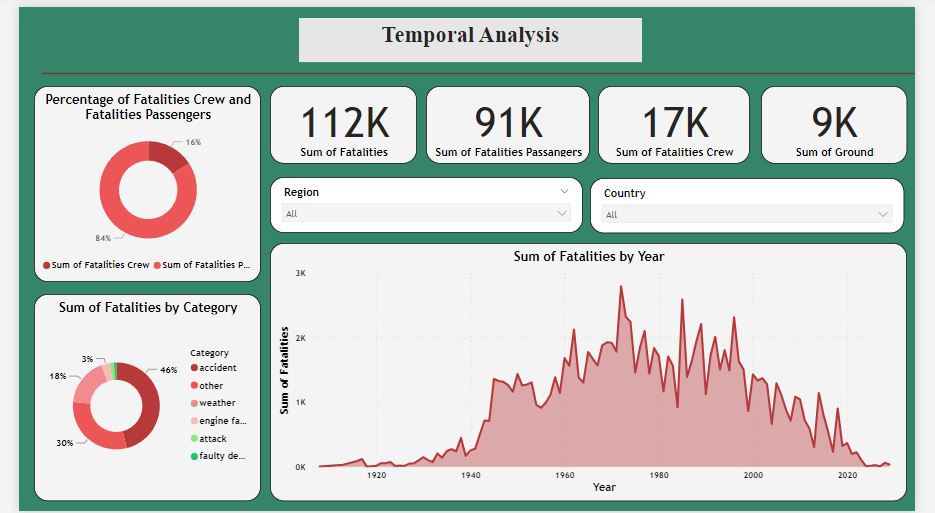 Temporal Analysis
Percentage of Fatalities Crew and
Fatalities Passengers
16%
84%
Sum of Fatalities Crew
Sum of Fatalities P...
112K
Sum of Fatalities
91K
Sum of Fatalities Passangers
17K
Sum of Fatalities Crew
9K
Sum of Ground
Region
All
Country
All
Sum of Fatalities by Category
3%
18%
46%
30%
Category
accident
other
weather
engine fa...
attack
faulty de...
Sum of Fatalities by Year
Sum of Fatalities
3K
2K
1K
0K
1920
1940
1960
1980
2000
2020
Year